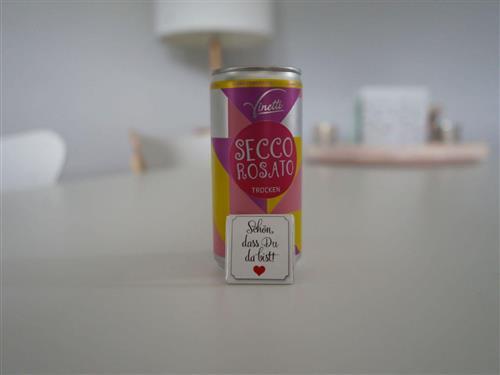 Vinetti
SECCO
ROSATO
TROCKEN
Schön,
dass Du
da bist!